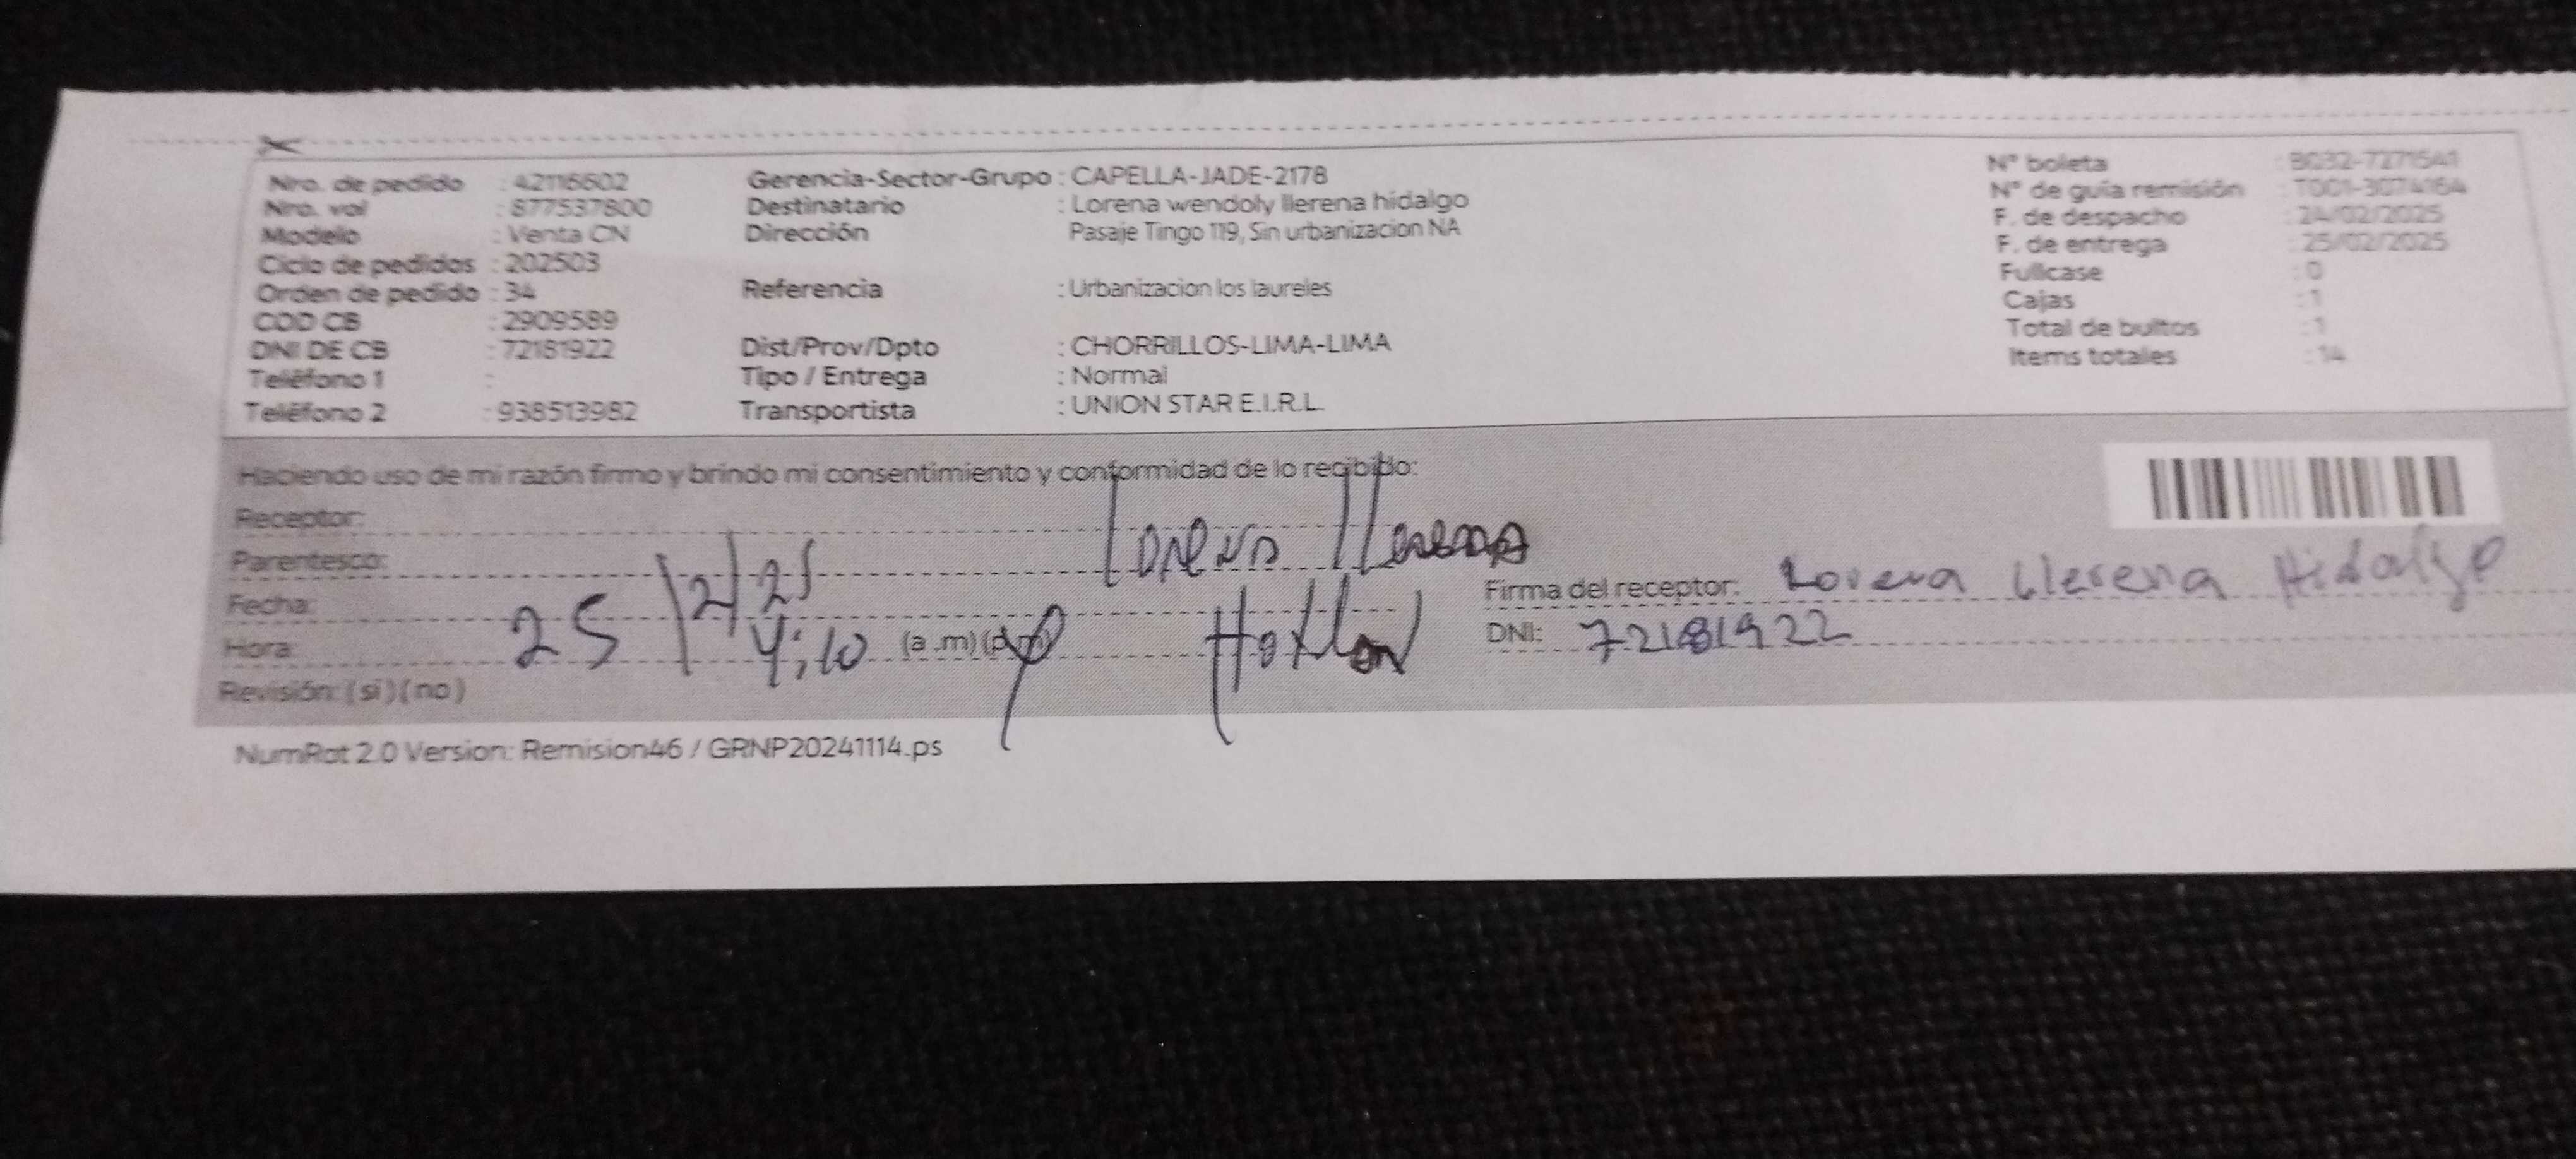 Nro. de pedido : 42116602
Nro. val : 877537800
Modelo : Venta CN
Ciclo de pedidos : 202503
Orden de pedido : 34
COD CB : 2909589
DNI DE CB : 72181922
Teléfono 1 :
Teléfono 2 : 938513982
Gerencia-Sector-Grupo : CAPELLA-JADE-2178
Destinatario : Lorena wendoly llerena hidalgo
Dirección Pasaje Tingo 119, Sin urbanizacion NA
Referencia : Urbanizacion los laureles
Dist/Prov/Dpto : CHORRILLOS-LIMA-LIMA
Tipo / Entrega : Normal
Transportista : UNION STAR E.I.R.L.
N° boleta : B032-7271541
N° de guía remisión : T001-3074164
F. de despacho : 24/02/2025
F. de entrega : 25/02/2025
Fullcase : 0
Cajas : 1
Total de bultos : 1
Items totales : 14
Haciendo uso de mi razón firmo y brindo mi consentimiento y conformidad de lo recibido:
Receptor: Lorena Llerena
Parentesco:
Fecha: 25/2/25
Hora: 4:10 (a.m)(p.m)
Revisión: (si)(no)
Firma del receptor: Lorena Llerena Hidalgo
DNI: 72181922
NumRot 2.0 Version: Remision46 / GRNP20241114.ps